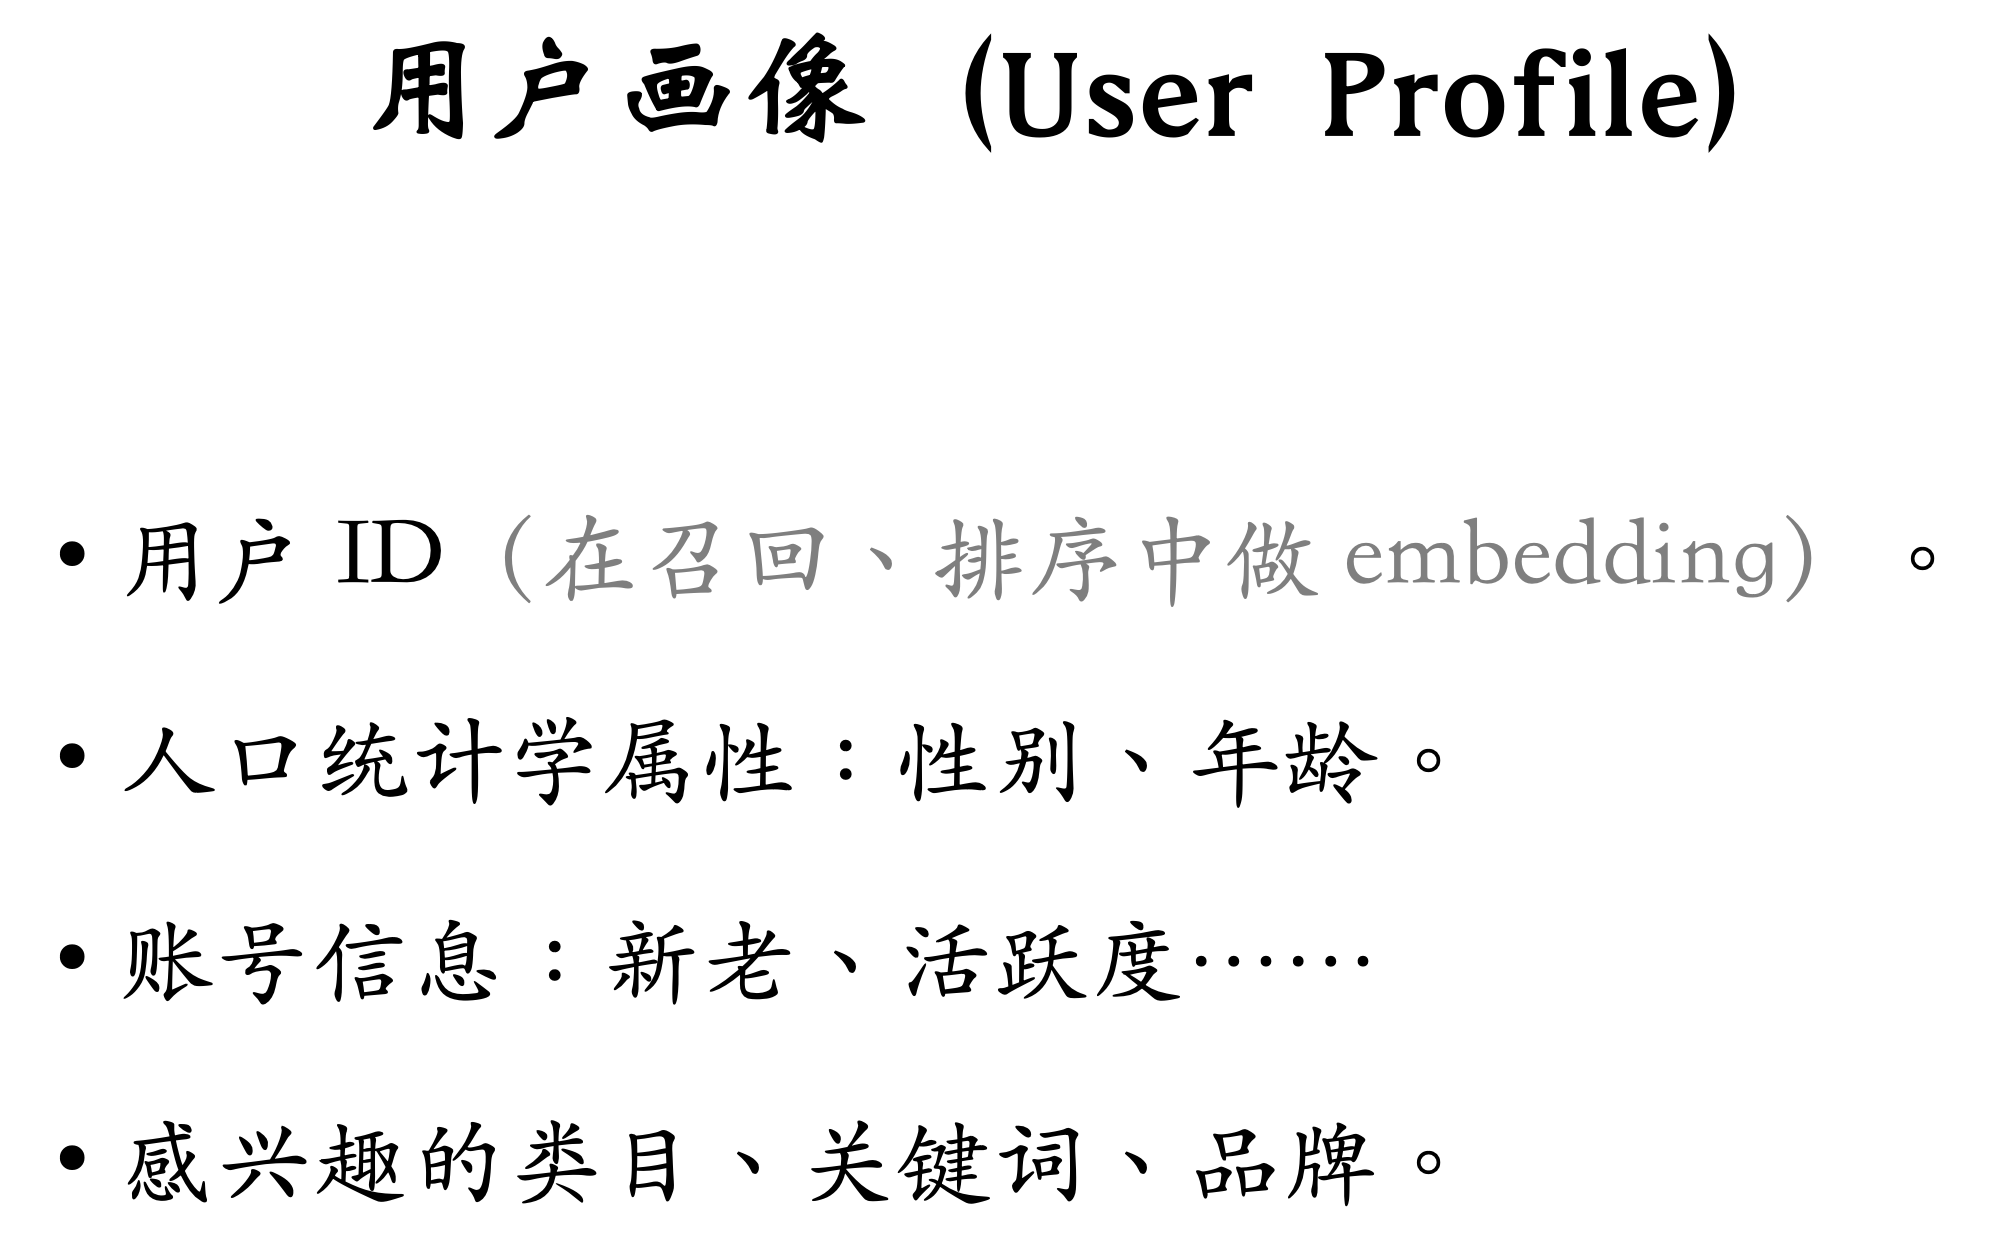 用户画像 (User Profile)
• 用户 ID（在召回、排序中做 embedding）。
• 人口统计学属性：性别、年龄。
• 账号信息：新老、活跃度……
• 感兴趣的类目、关键词、品牌。